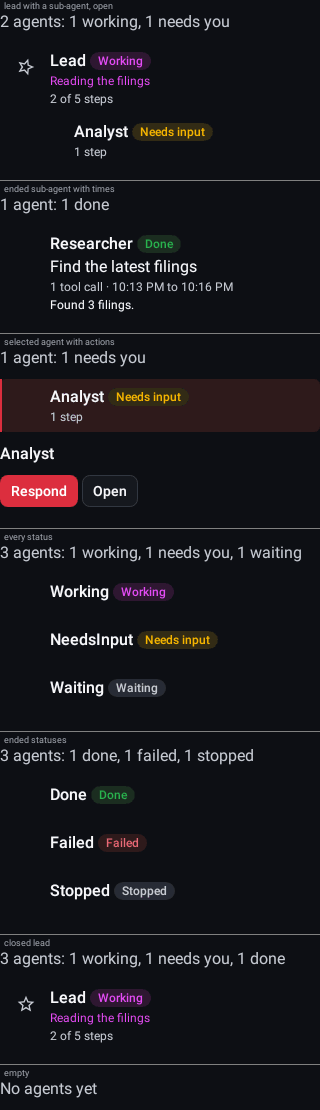 lead with a sub-agent, open
2 agents: 1 working, 1 needs you
Lead Working
Reading the filings
2 of 5 steps
Analyst Needs input
1 step
ended sub-agent with times
1 agent: 1 done
Researcher Done
Find the latest filings
1 tool call · 10:13 PM to 10:16 PM
Found 3 filings.
selected agent with actions
1 agent: 1 needs you
Analyst Needs input
1 step
Analyst
Respond Open
every status
3 agents: 1 working, 1 needs you, 1 waiting
Working Working
NeedsInput Needs input
Waiting Waiting
ended statuses
3 agents: 1 done, 1 failed, 1 stopped
Done Done
Failed Failed
Stopped Stopped
closed lead
3 agents: 1 working, 1 needs you, 1 done
Lead Working
Reading the filings
2 of 5 steps
empty
No agents yet